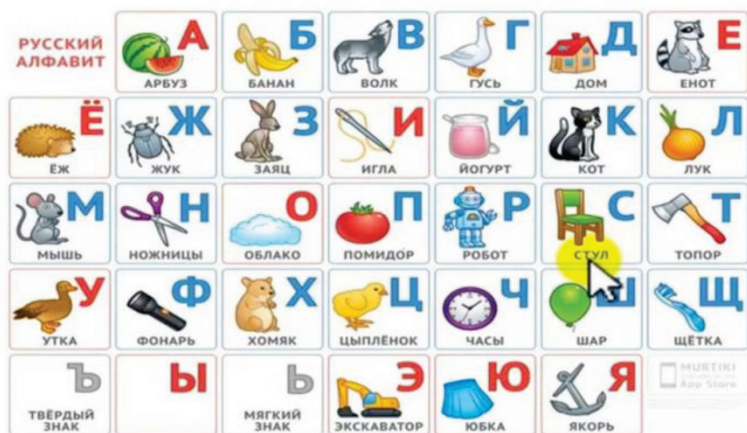 РУССКИЙ
АЛФАВИТ
А
АРБУЗ
Б
БАНАН
В
ВОЛК
Г
ГУСЬ
Д
ДОМ
Е
ЕНОТ
Ё
ЁЖ
Ж
ЖУК
З
ЗАЯЦ
И
ИГЛА
Й
ЙОГУРТ
К
КОТ
Л
ЛУК
М
МЫШЬ
Н
НОЖНИЦЫ
О
ОБЛАКО
П
ПОМИДОР
Р
РОБОТ
С
СТУЛ
Т
ТОПОР
У
УТКА
Ф
ФОНАРЬ
Х
ХОМЯК
Ц
ЦЫПЛЁНОК
Ч
ЧАСЫ
Ш
ШАР
Щ
ЩЁТКА
Ъ
ТВЁРДЫЙ
ЗНАК
Ы
Ь
МЯГКИЙ
ЗНАК
Э
ЭКСКАВАТОР
Ю
ЮБКА
Я
ЯКОРЬ
MURTIKI
App Store